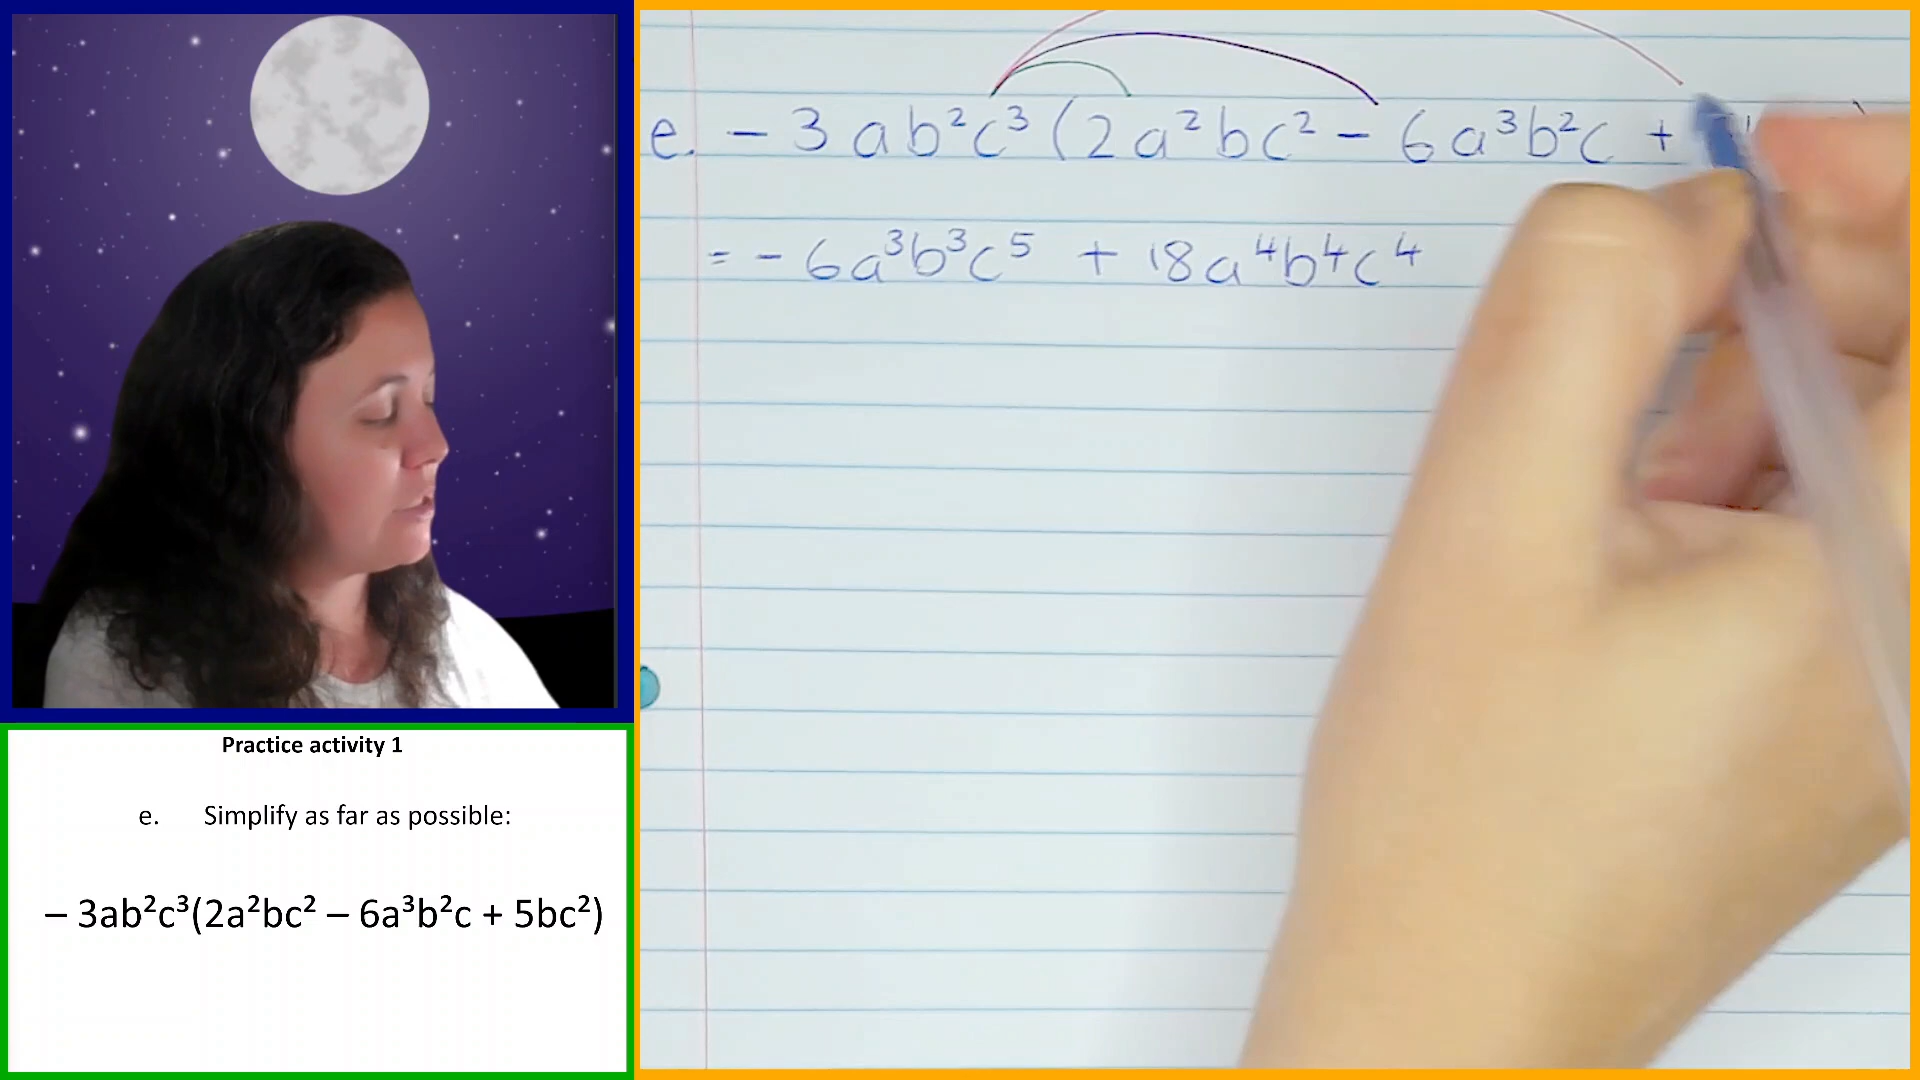 e. - 3ab²c³(2a²bc² - 6a³b²c +
= - 6a³b³c⁵ + 18a⁴b⁴c⁴
Practice activity 1
e. Simplify as far as possible:
– 3ab²c³(2a²bc² – 6a³b²c + 5bc²)